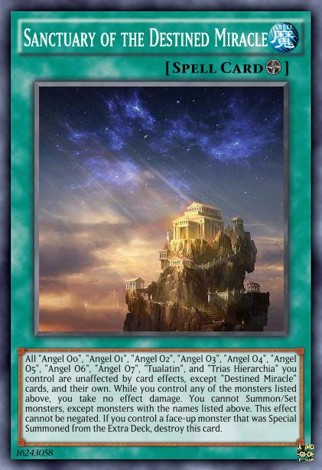 SANCTUARY OF THE DESTINED MIRACLE 魔
[SPELL CARD]
All "Angel O0", "Angel O1", "Angel O2", "Angel O3", "Angel O4", "Angel
O5", "Angel O6", "Angel O7", "Tualatin", and "Trias Hierarchia" you
control are unaffected by card effects, except "Destined Miracle"
cards, and their own. While you control any of the monsters listed
above, you take no effect damage. You cannot Summon/Set
monsters, except monsters with the names listed above. This effect
cannot be negated. If you control a face-up monster that was Special
Summoned from the Extra Deck, destroy this card.
16243058